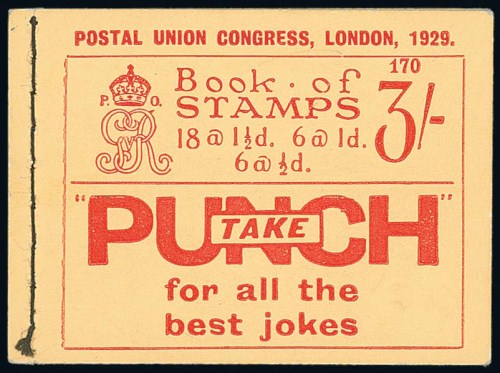 POSTAL UNION CONGRESS, LONDON, 1929.
170
P. O.
GR
Book · of
STAMPS
18 @ 1½d. 6 @ 1d.
6 @ ½d.
3/-
"PUNCH"
TAKE
for all the
best jokes